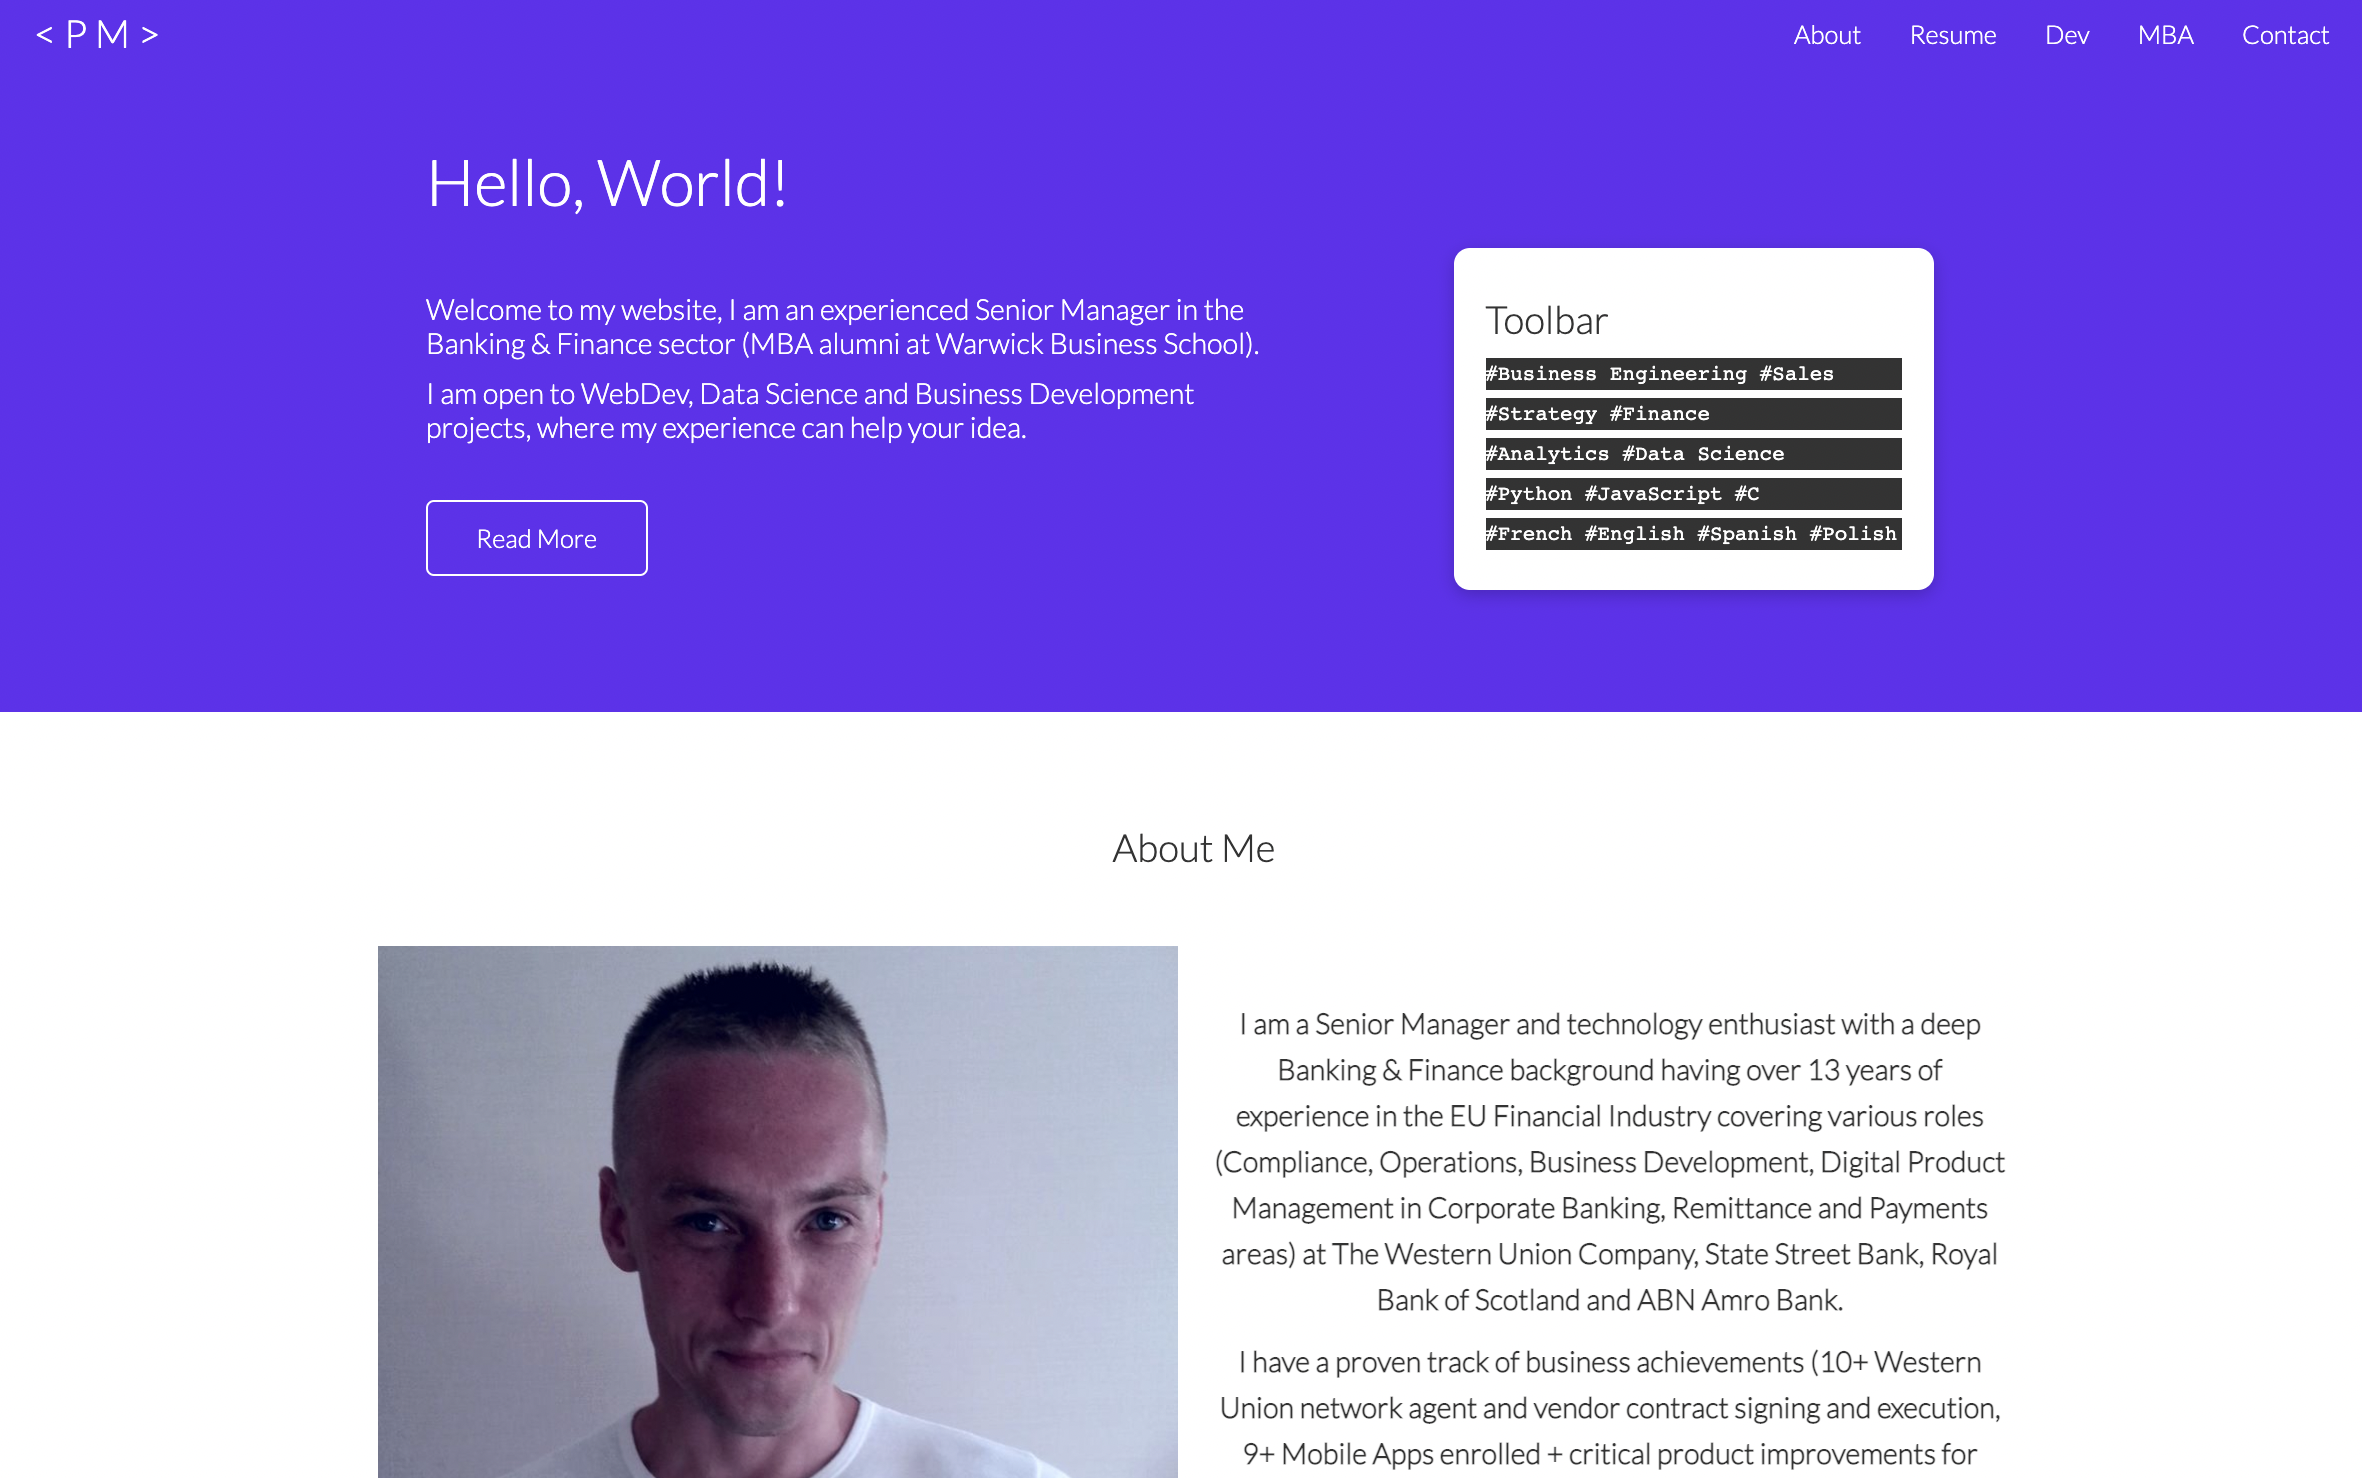 < P M >
About Resume Dev MBA Contact
Hello, World!
Welcome to my website, I am an experienced Senior Manager in the
Banking & Finance sector (MBA alumni at Warwick Business School).
I am open to WebDev, Data Science and Business Development
projects, where my experience can help your idea.
Read More
Toolbar
#Business Engineering #Sales
#Strategy #Finance
#Analytics #Data Science
#Python #JavaScript #C
#French #English #Spanish #Polish
About Me
I am a Senior Manager and technology enthusiast with a deep
Banking & Finance background having over 13 years of
experience in the EU Financial Industry covering various roles
(Compliance, Operations, Business Development, Digital Product
Management in Corporate Banking, Remittance and Payments
areas) at The Western Union Company, State Street Bank, Royal
Bank of Scotland and ABN Amro Bank.
I have a proven track of business achievements (10+ Western
Union network agent and vendor contract signing and execution,
9+ Mobile Apps enrolled + critical product improvements for